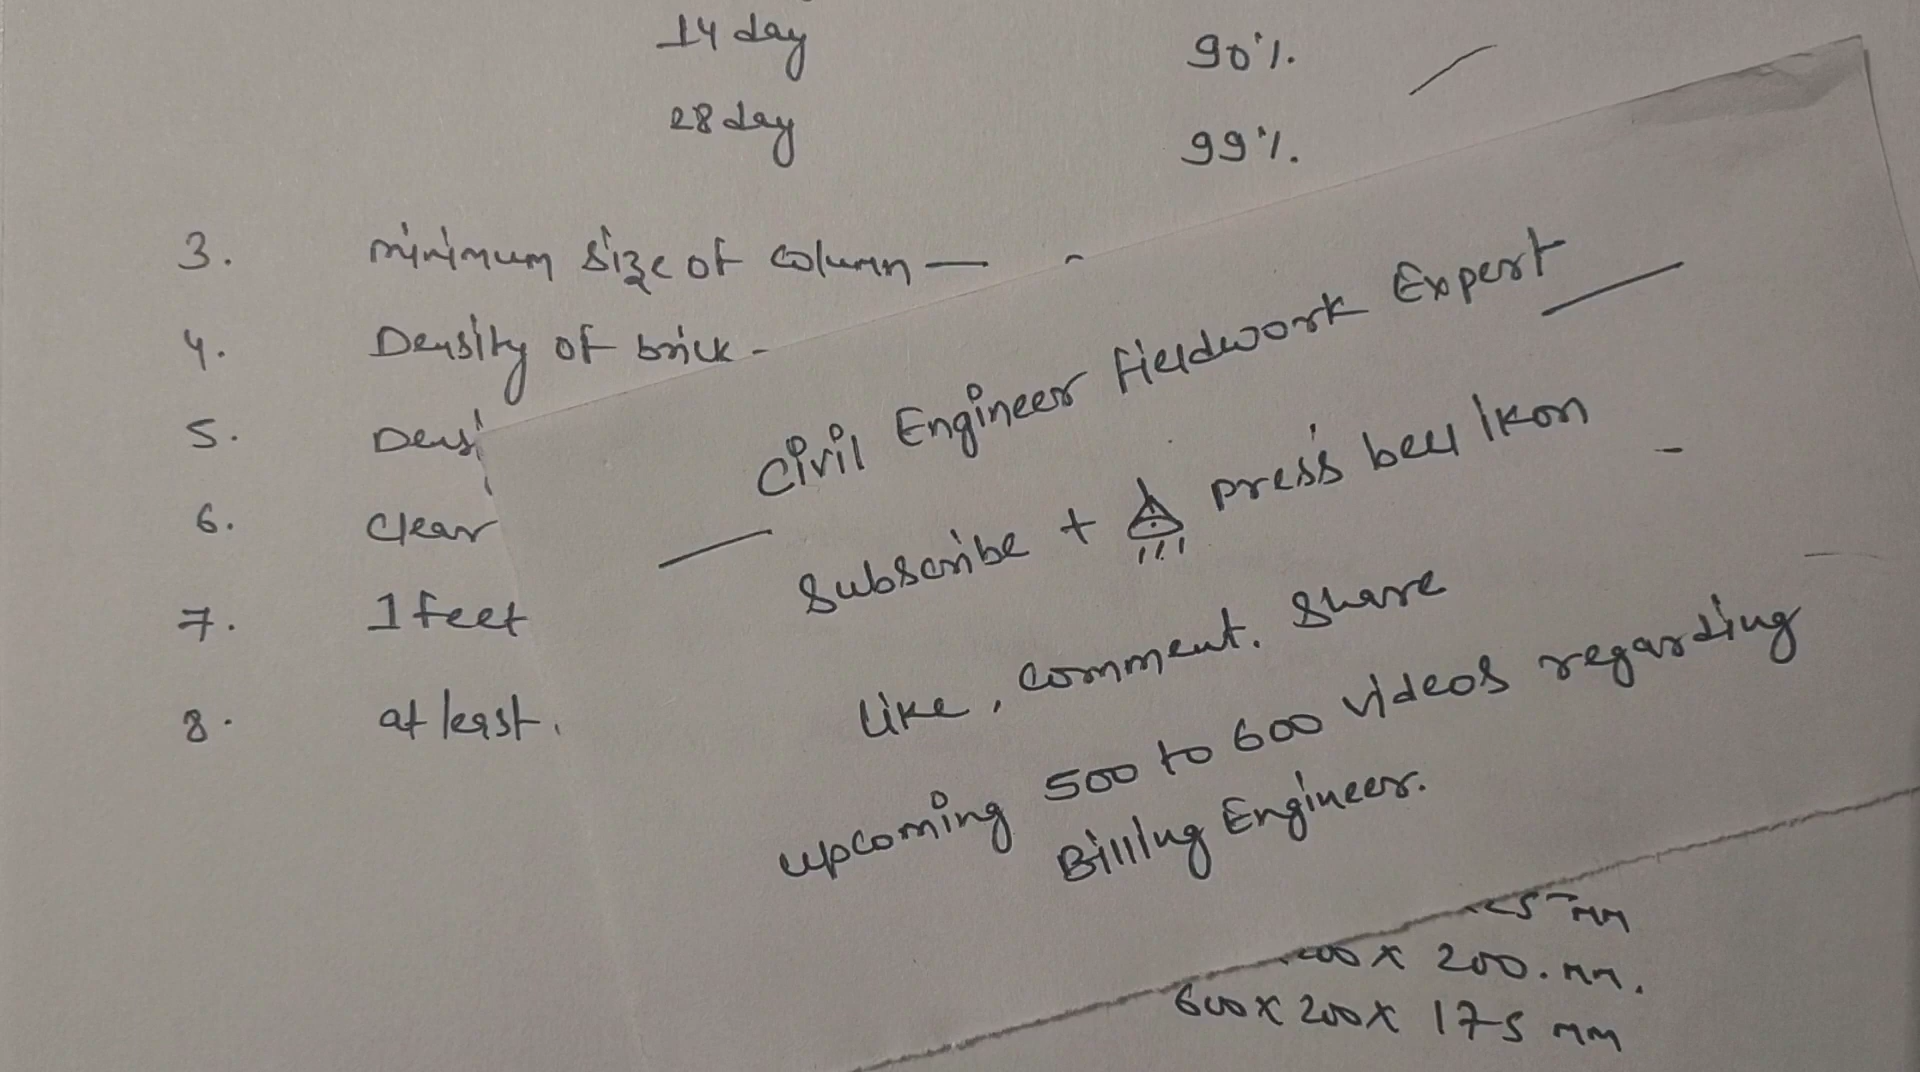 14 day 90%.
28 day 99%.
3. minimum size of column —
4. Density of brick -
5.
6. Clear
7. 1 feet
8. at least.
Civil Engineer Fieldwork Expert
Subscribe + press bell Ikon
Like, Comment. Share
upcoming 500 to 600 videos regarding
Billing Engineer.
mm
x 200. mm.
600 x 200 x 175 mm